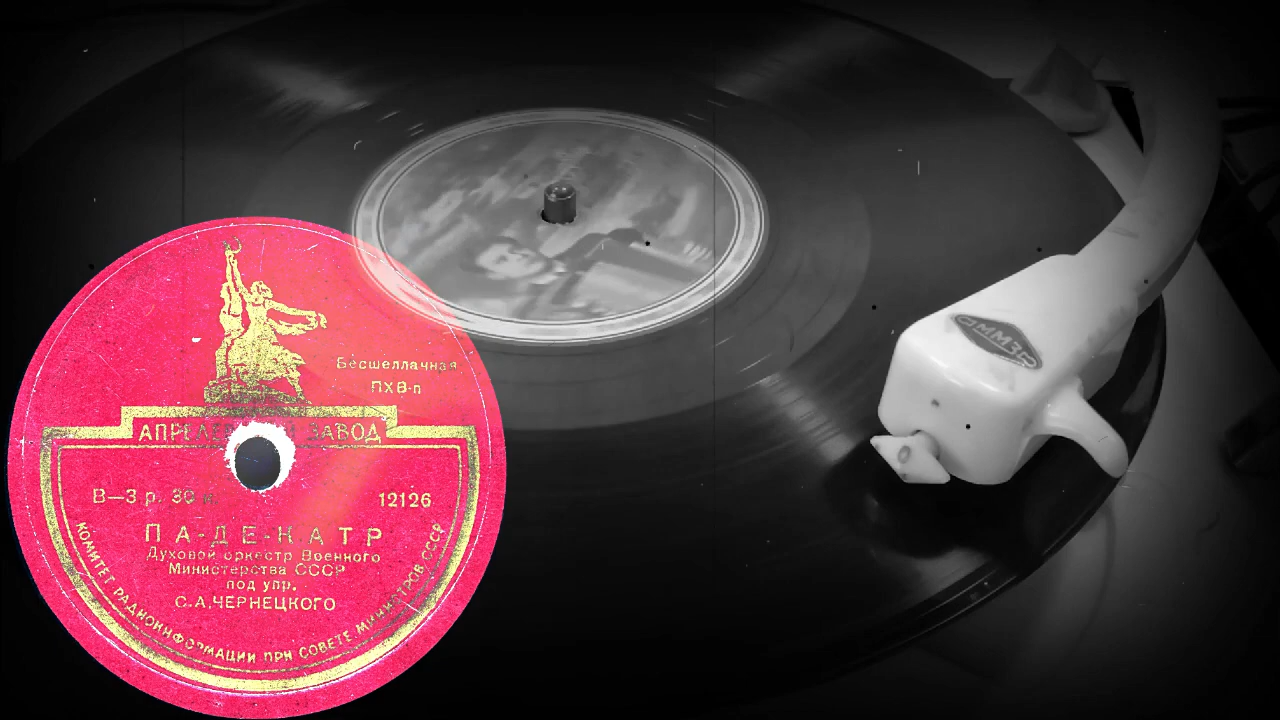 Бесшеллачная
ПХВ-п
ЗАВОД
В—3 р. 30 к.
12126
ПА-ДЕ-КАТР
Духовой оркестр Военного
Министерства СССР
под упр.
С.А.ЧЕРНЕЦКОГО
КОМИТЕТ РАДИОИНФОРМАЦИИ ПРИ СОВЕТЕ МИНИСТРОВ СССР
ММЗ